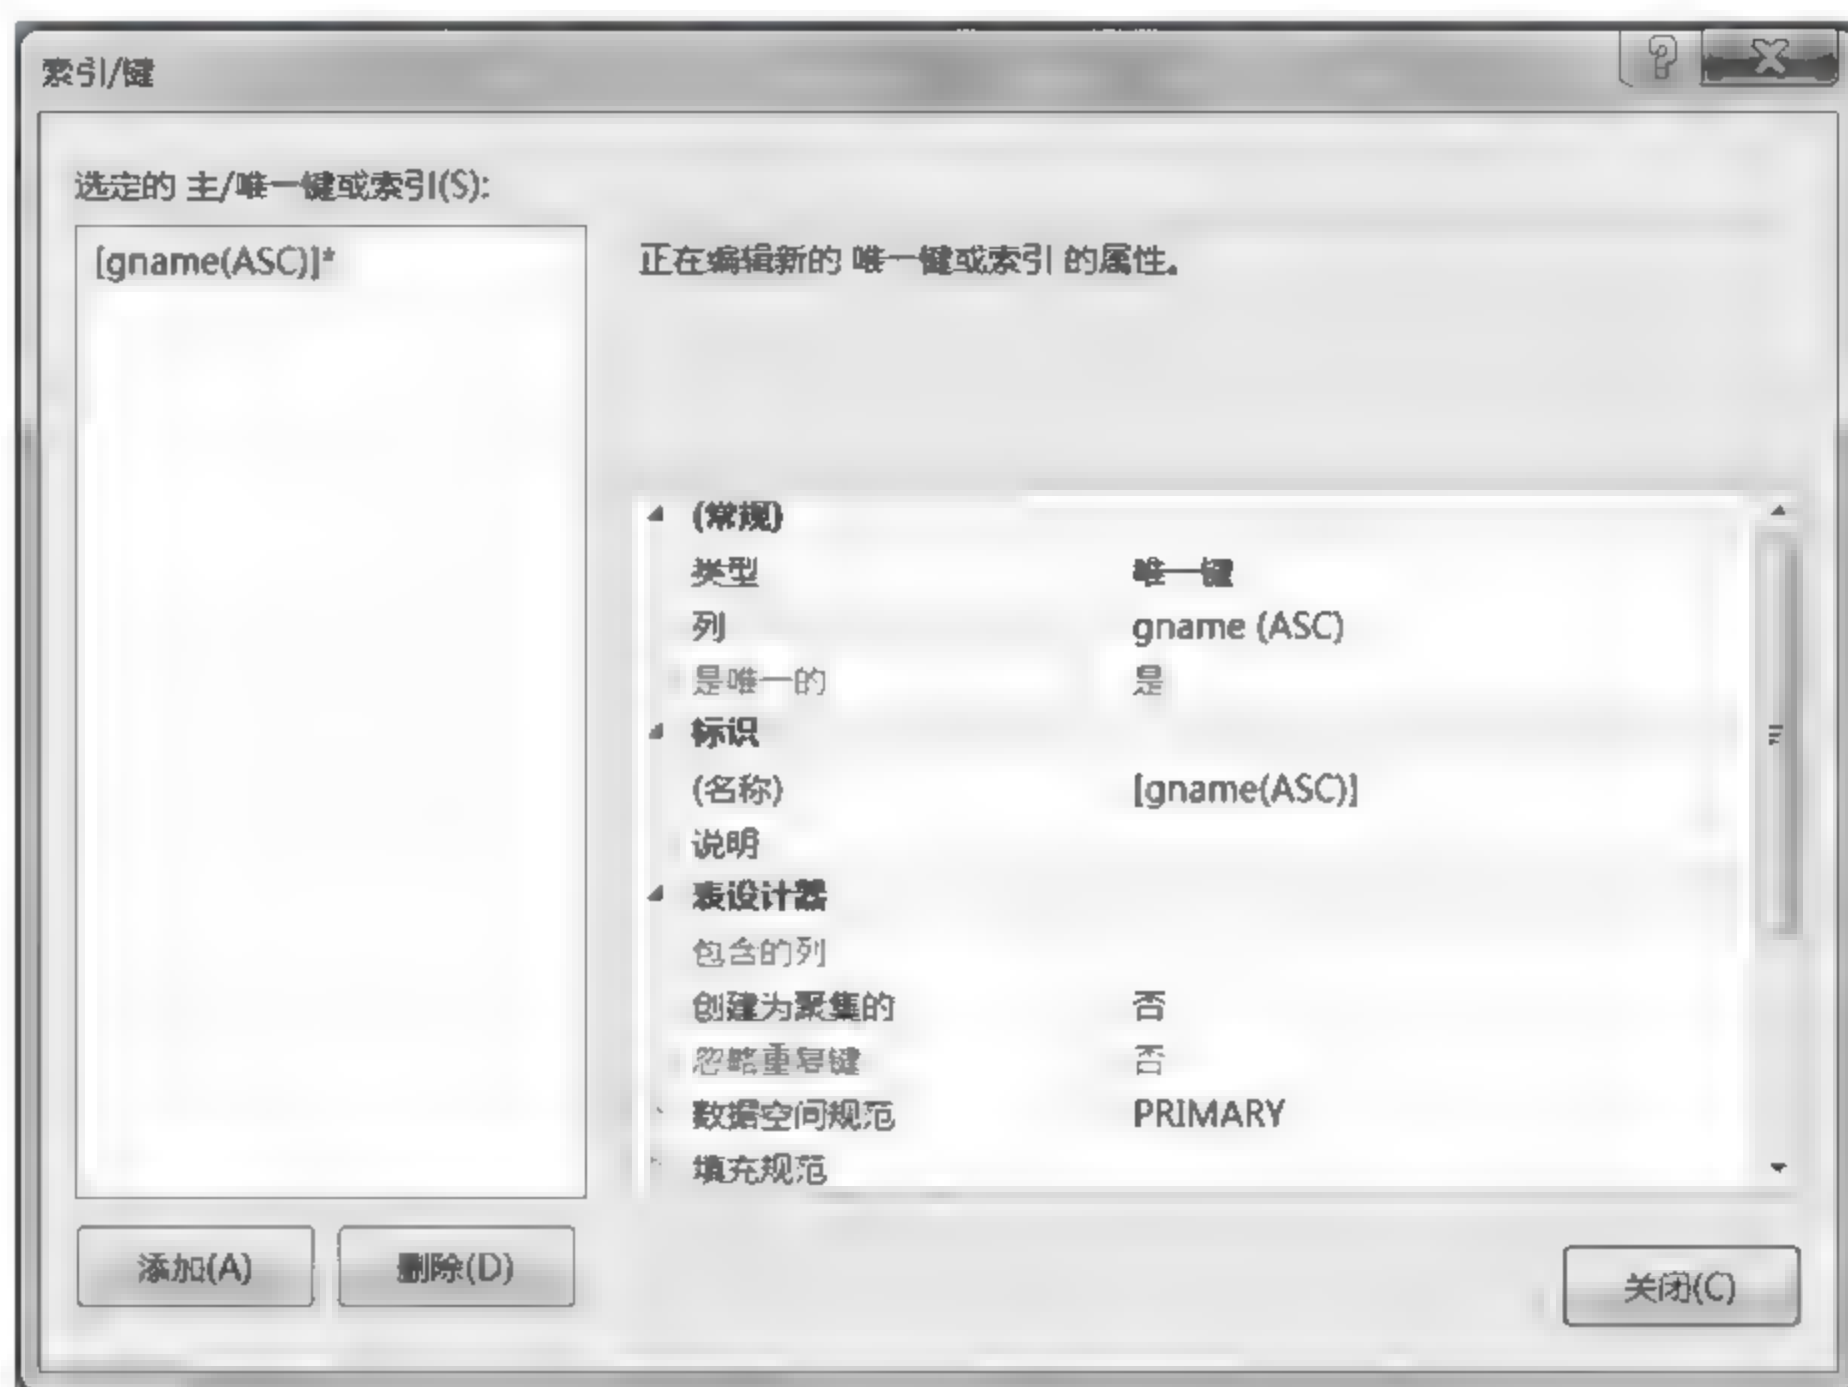 索引/键
选定的 主/唯一键或索引(S):
[gname(ASC)]*
正在编辑新的 唯一键或索引 的属性。
(常规)
类型 唯一键
列 gname (ASC)
是唯一的 是
标识
(名称) [gname(ASC)]
说明
表设计器
包含的列
创建为聚集的 否
忽略重复键 否
数据空间规范 PRIMARY
填充规范
添加(A) 删除(D)
关闭(C)